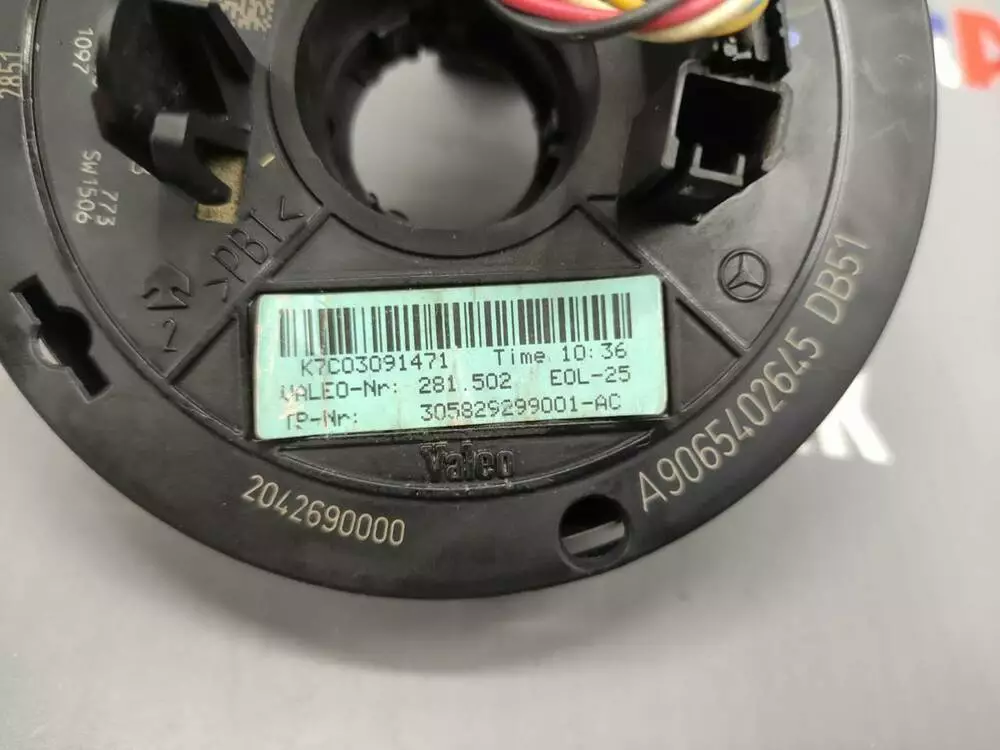 2851
1097
773
SW1506
>PBT<
2
K7C03091471 Time 10:36
VALEO-Nr: 281.502 EOL-25
TP-Nr: 305829299001-AC
Valeo
2042690000
A9065402645 DB51